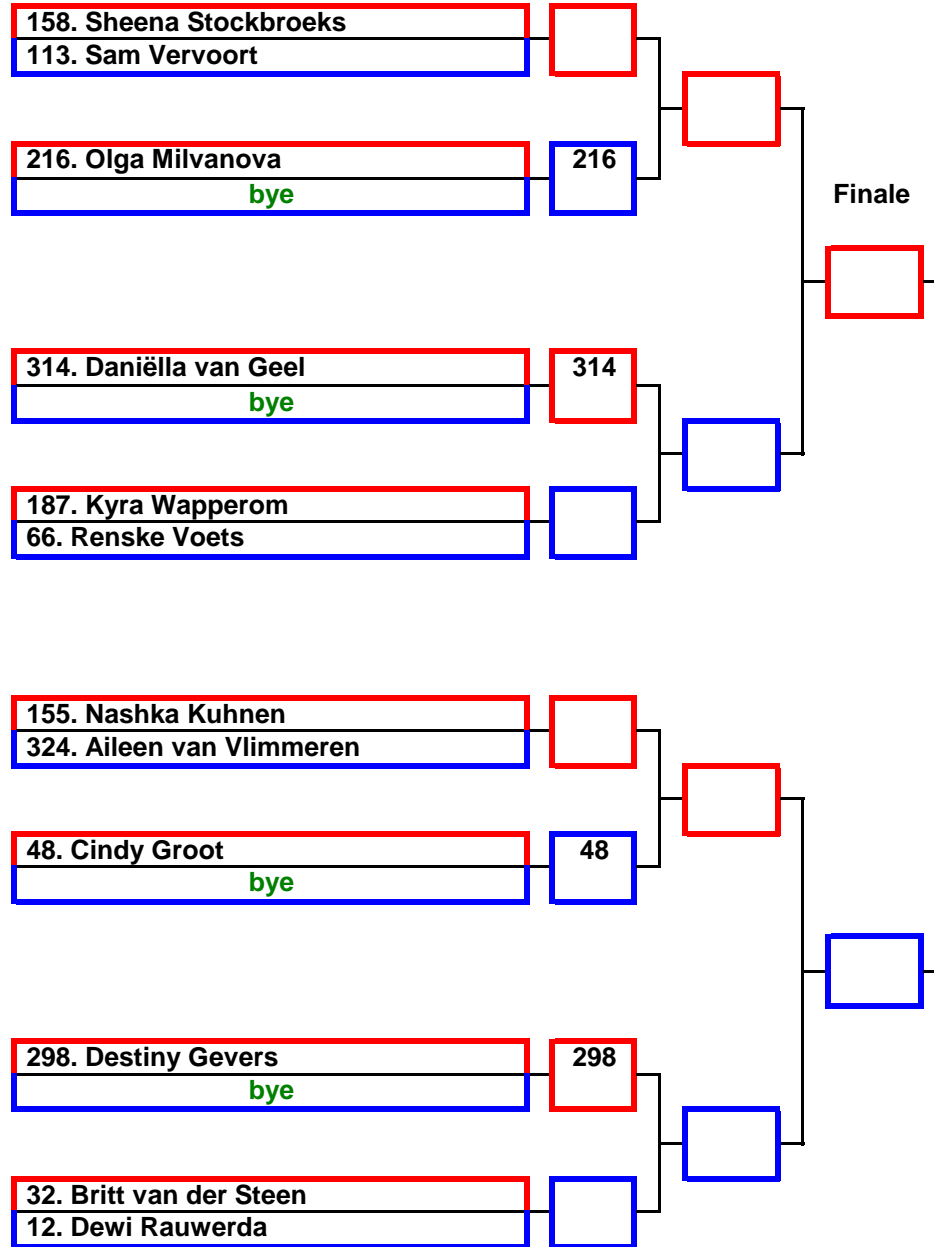 158. Sheena Stockbroeks
113. Sam Vervoort
216. Olga Milvanova
216
bye
Finale
314. Daniëlla van Geel
314
bye
187. Kyra Wapperom
66. Renske Voets
155. Nashka Kuhnen
324. Aileen van Vlimmeren
48. Cindy Groot
48
bye
298. Destiny Gevers
298
bye
32. Britt van der Steen
12. Dewi Rauwerda